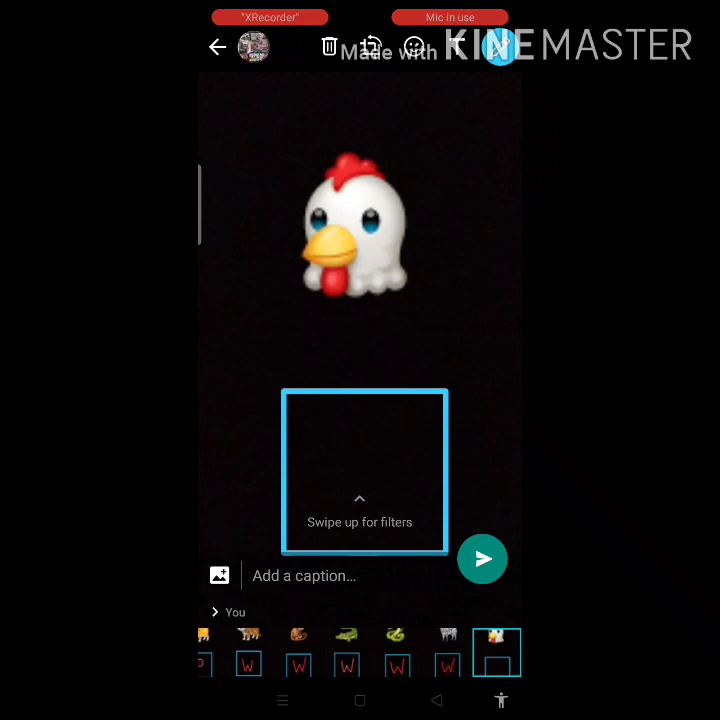 "XRecorder"
Mic in use
Made with KINEMASTER
T
Swipe up for filters
Add a caption...
You
P W W W W W